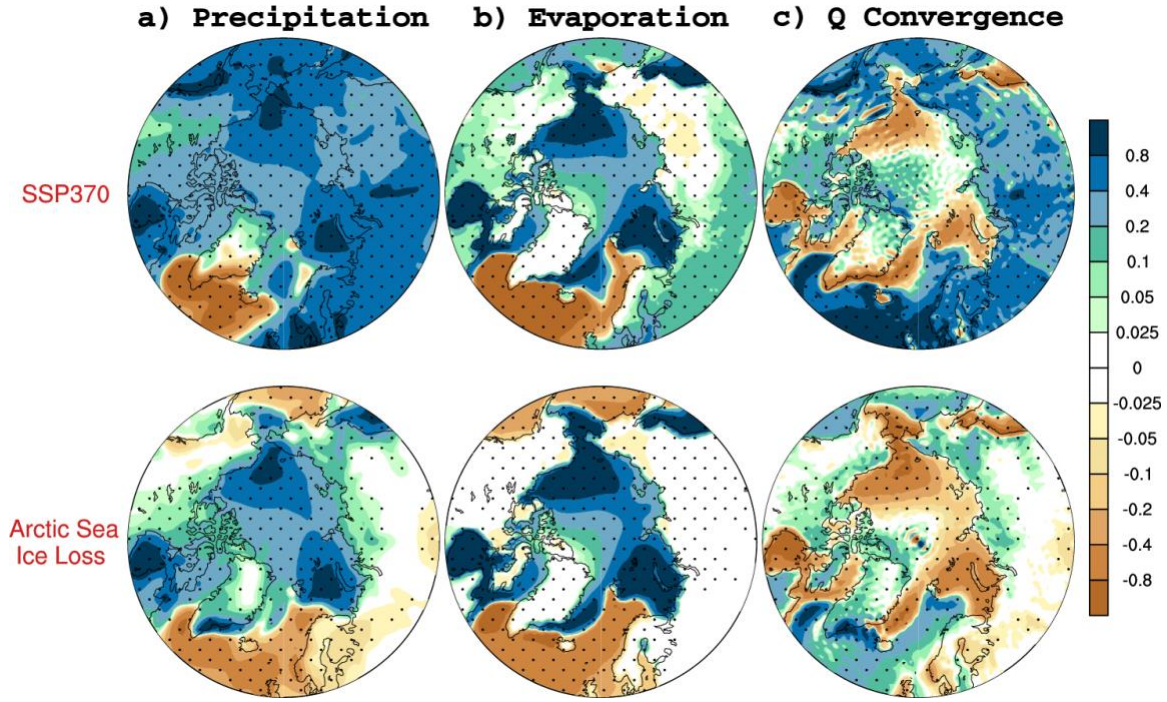 a) Precipitation
b) Evaporation
c) Q Convergence
SSP370
Arctic Sea
Ice Loss
0.8
0.4
0.2
0.1
0.05
0.025
0
-0.025
-0.05
-0.1
-0.2
-0.4
-0.8